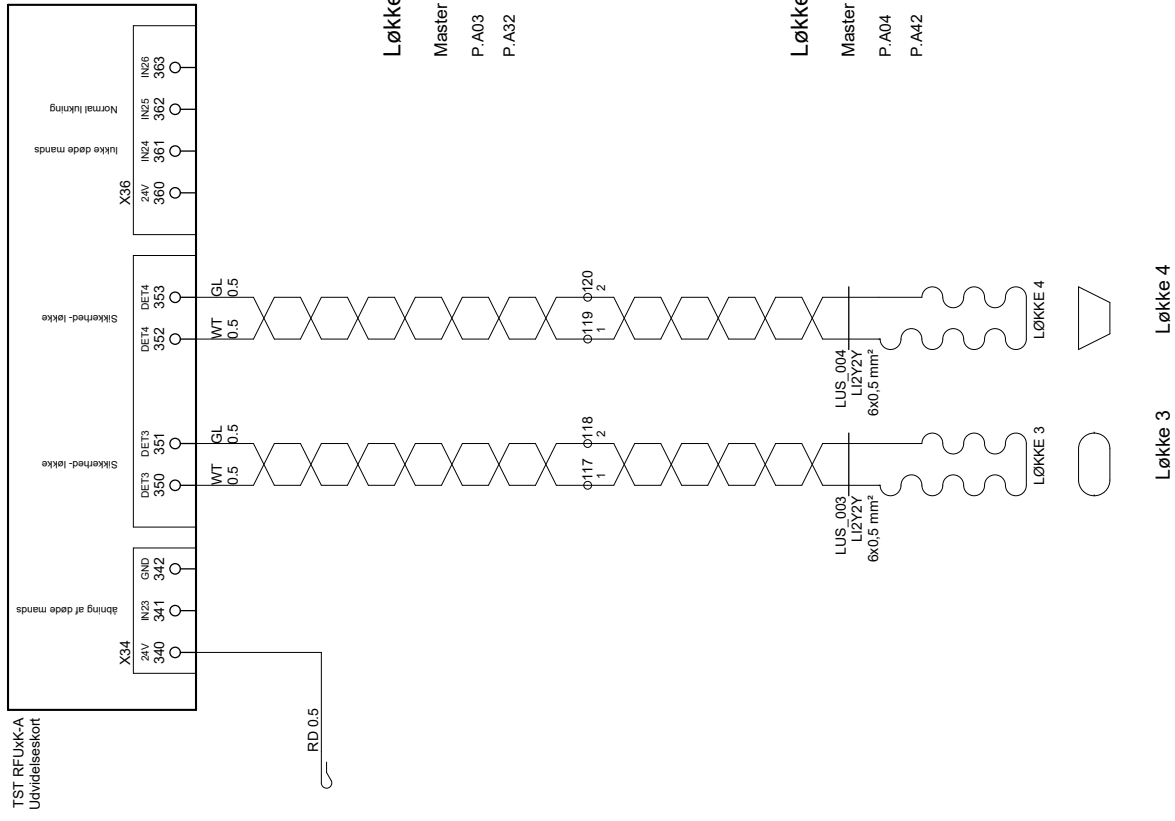 TST RFUxK-A
Udvidelseskort
X34
24V
340
IN23
341
GND
342
åbning af døde mands
DET3
350
DET3
351
Sikkerhed- løkke
DET4
352
DET4
353
Sikkerhed- løkke
X36
24V
360
IN24
361
IN25
362
IN26
363
lukke døde mands
Normal lukning
RD 0.5
WT
0.5
GL
0.5
WT
0.5
GL
0.5
117
1
118
2
119
1
120
2
LUS_003
LI2Y2Y
6x0,5 mm²
LUS_004
LI2Y2Y
6x0,5 mm²
LØKKE 3
LØKKE 4
Løkke 3
Løkke 4
Løkke
Master
P.A03
P.A32
Løkke
Master
P.A04
P.A42